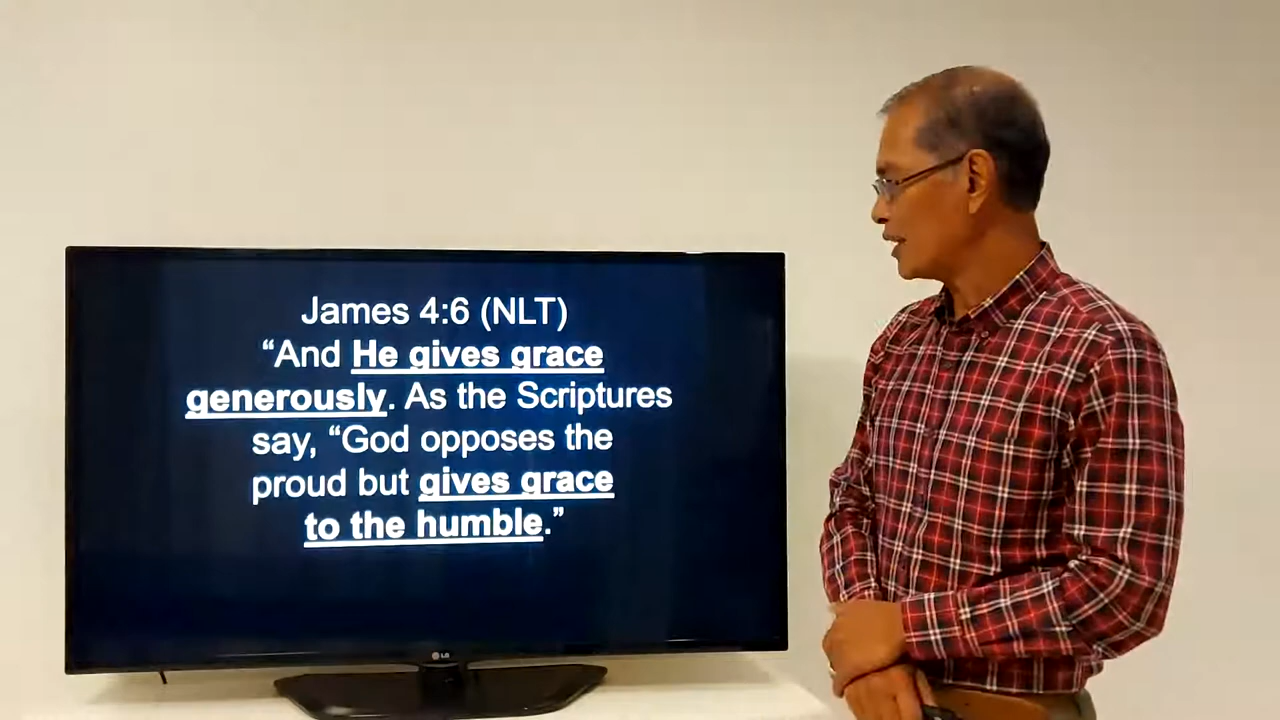 James 4:6 (NLT)
“And He gives grace
generously. As the Scriptures
say, “God opposes the
proud but gives grace
to the humble.”
LG